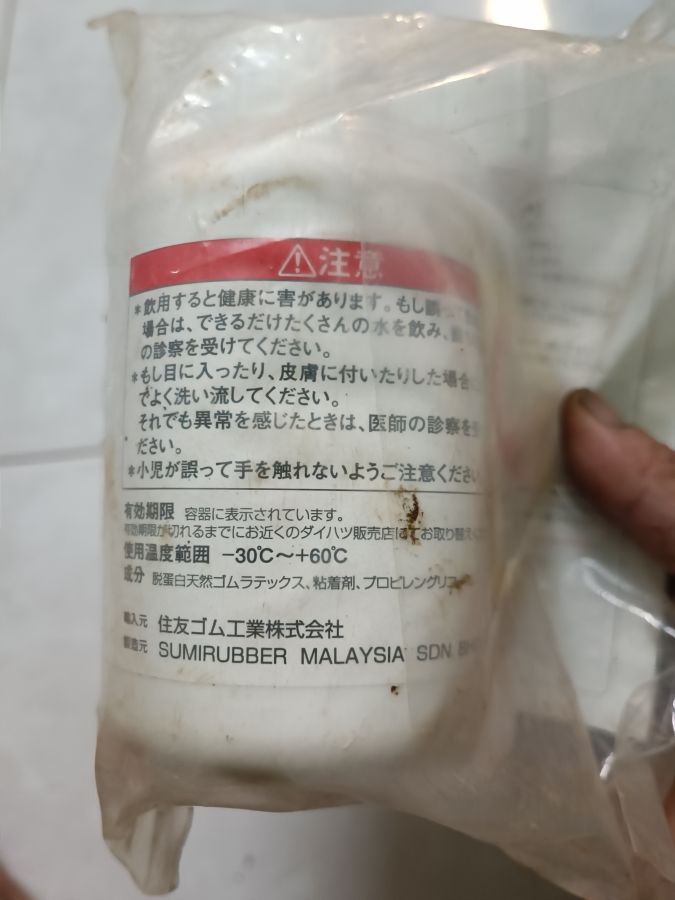 ⚠注意
*飲用すると健康に害があります。もし
場合は、できるだけたくさんの水を飲み、
の診察を受けてください。
*もし目に入ったり、皮膚に付いたりした場合
でよく洗い流してください。
それでも異常を感じたときは、医師の診察を
ださい。
*小児が誤って手を触れないようご注意くださ
有効期限 容器に表示されています。
有効期限が切れるまでにお近くのダイハツ販売店にてお取り替え
使用温度範囲 −30℃～+60℃
成分 脱蛋白天然ゴムラテックス、粘着剤、プロピレングリコ
輸入元 住友ゴム工業株式会社
製造元 SUMIRUBBER MALAYSIA SDN